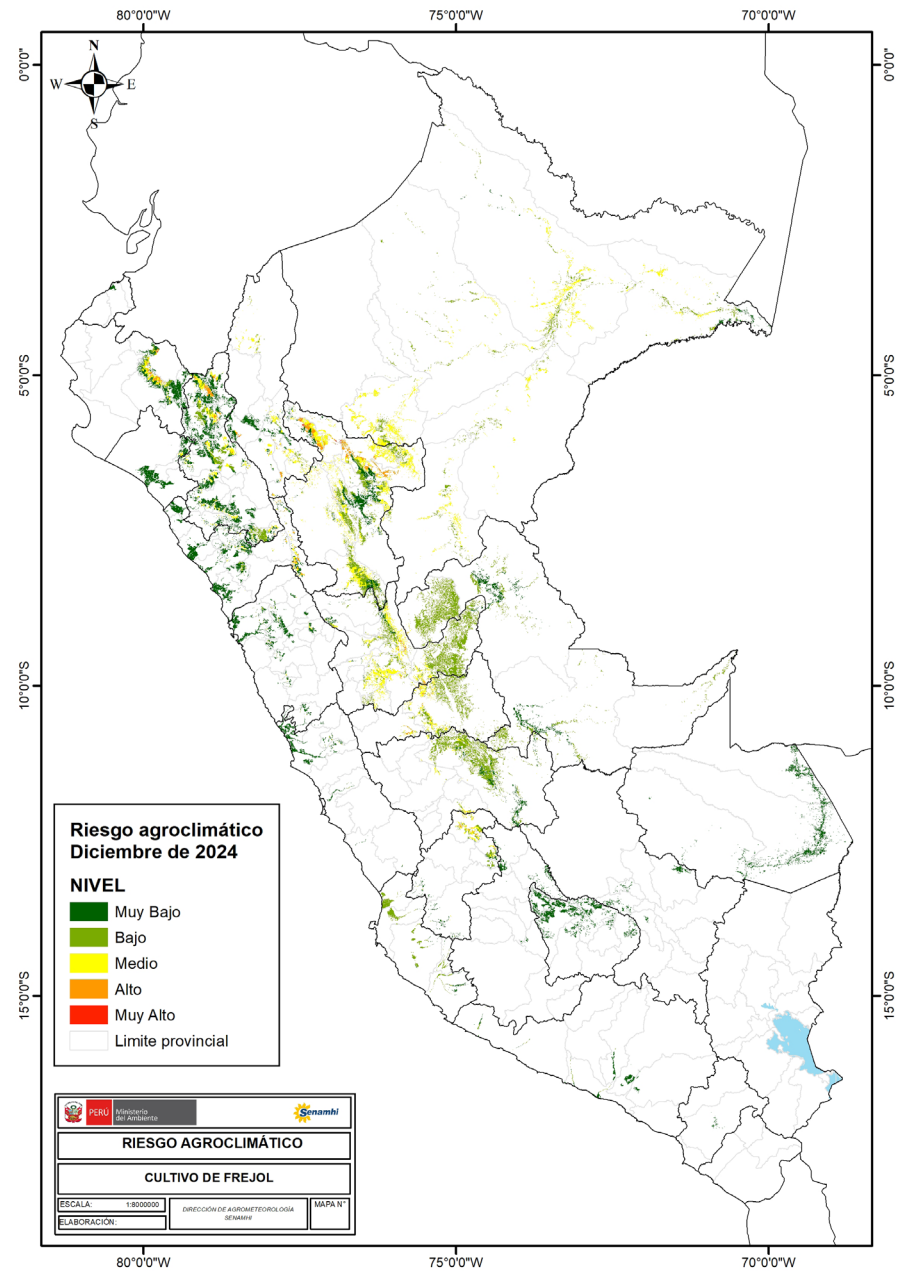 80°0'0"W 75°0'0"W 70°0'0"W
N
W E
S
0°0'0" 0°0'0"
5°0'0"S 5°0'0"S
10°0'0"S 10°0'0"S
15°0'0"S 15°0'0"S
Riesgo agroclimático
Diciembre de 2024
NIVEL
Muy Bajo
Bajo
Medio
Alto
Muy Alto
Limite provincial
PERÚ Ministerio
del Ambiente
Senamhi
RIESGO AGROCLIMÁTICO
CULTIVO DE FREJOL
ESCALA: 1:8000000
ELABORACIÓN:
DIRECCIÓN DE AGROMETEOROLOGÍA
SENAMHI
MAPA N°
80°0'0"W 75°0'0"W 70°0'0"W